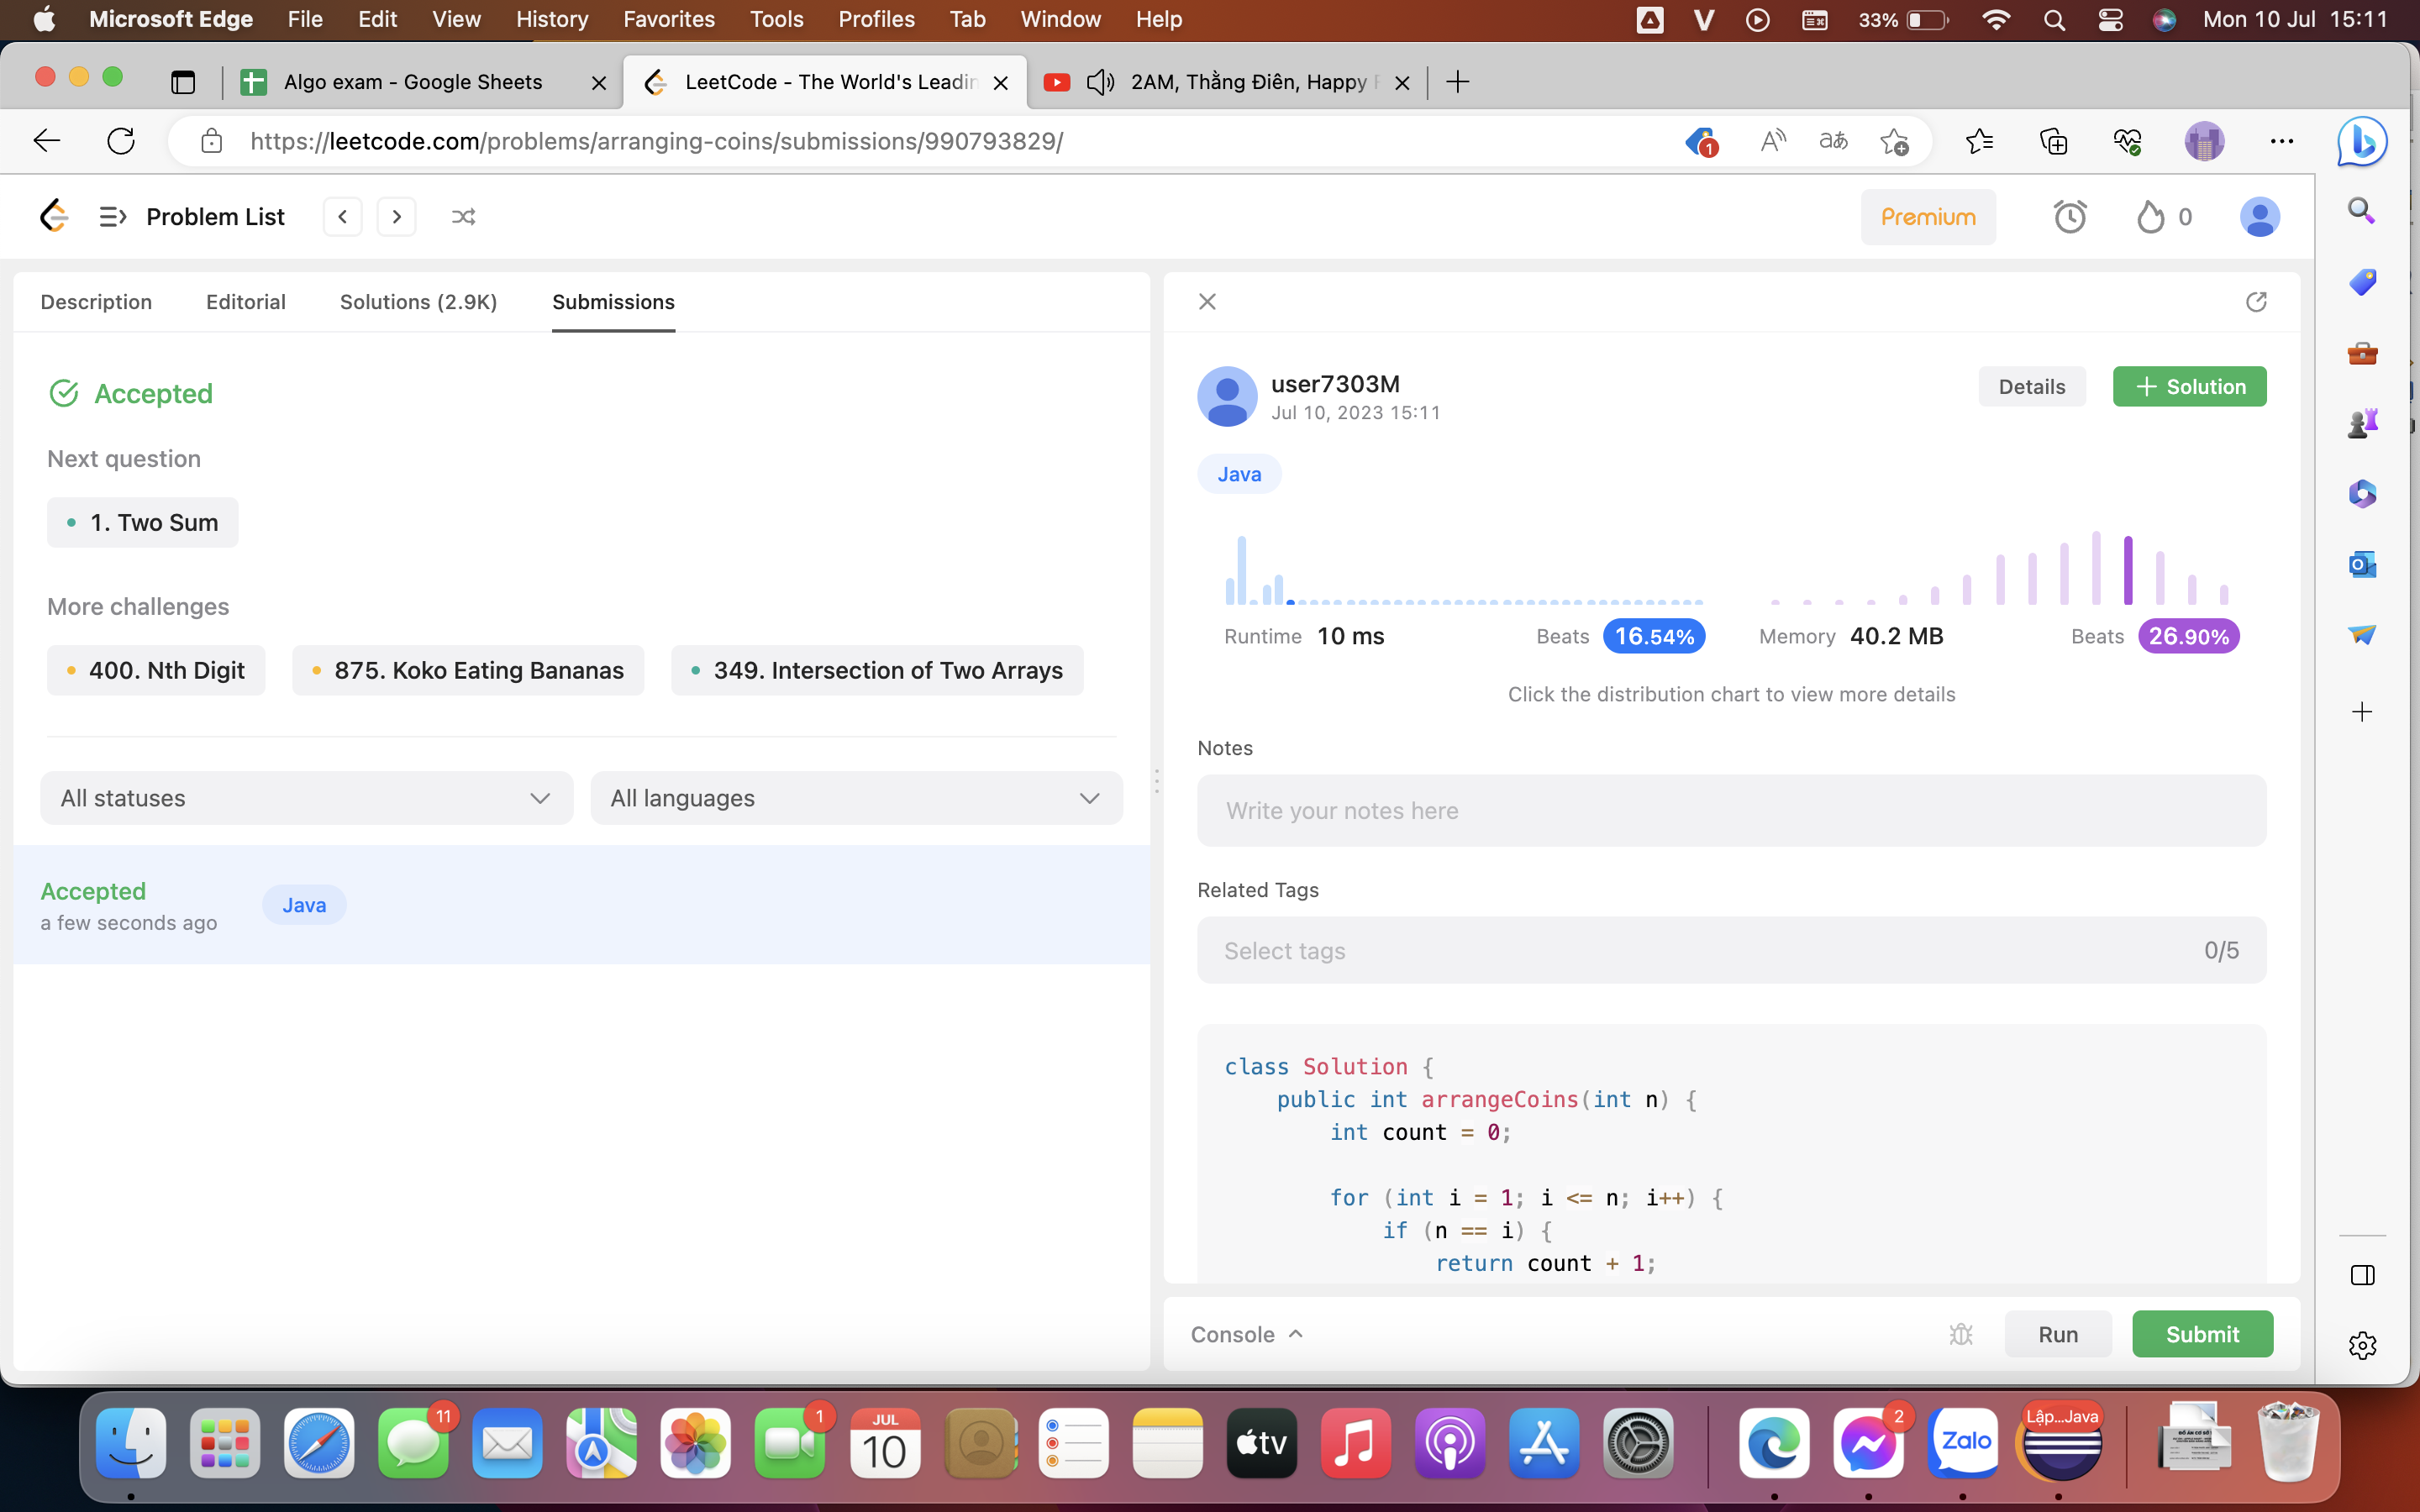 Microsoft Edge File Edit View History Favorites Tools Profiles Tab Window Help 33% Mon 10 Jul 15:11
Algo exam - Google Sheets LeetCode - The World's Leadin 2AM, Thằng Điên, Happy
https://leetcode.com/problems/arranging-coins/submissions/990793829/ 1
Problem List Premium 0
Description Editorial Solutions (2.9K) Submissions
Accepted
Next question
1. Two Sum
More challenges
400. Nth Digit 875. Koko Eating Bananas 349. Intersection of Two Arrays
All statuses All languages
Accepted
a few seconds ago
Java
user7303M
Jul 10, 2023 15:11
Details + Solution
Java
Runtime 10 ms Beats 16.54% Memory 40.2 MB Beats 26.90%
Click the distribution chart to view more details
Notes
Write your notes here
Related Tags
Select tags 0/5
class Solution {
public int arrangeCoins(int n) {
int count = 0;
for (int i = 1; i <= n; i++) {
if (n == i) {
return count + 1;
Console Run Submit
11 1 JUL 10 tv 2 Zalo Lập...Java